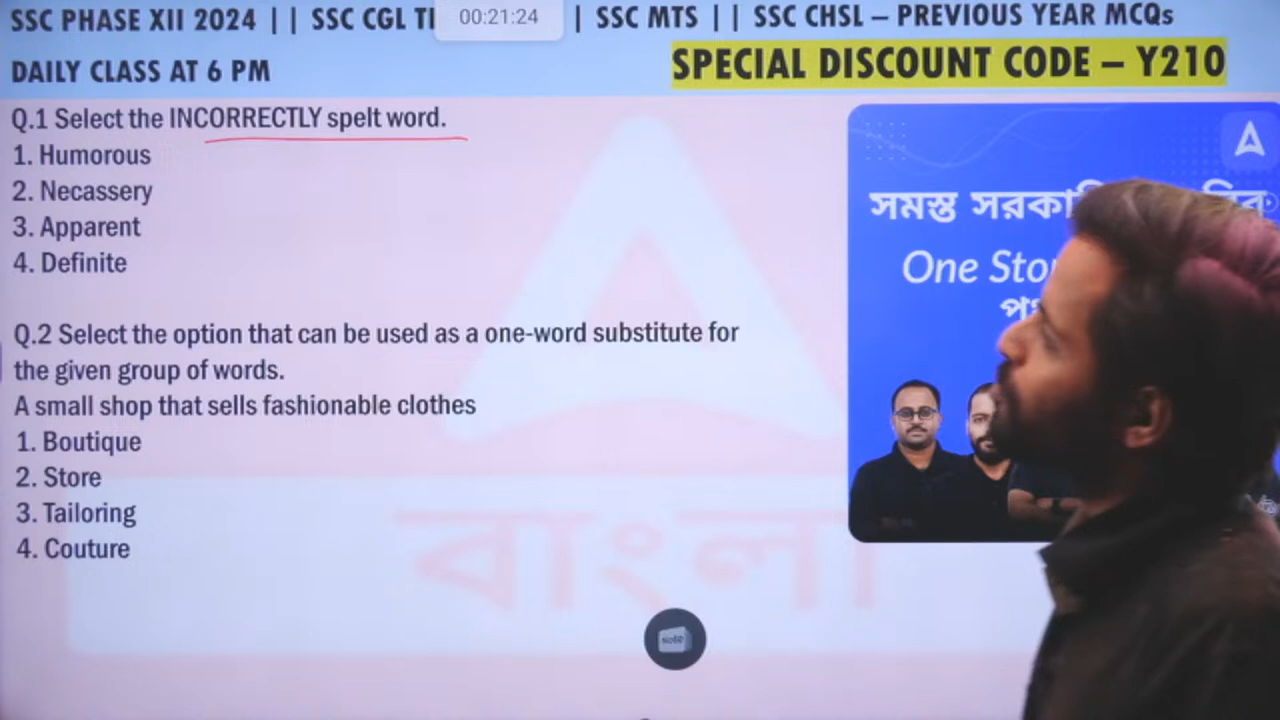 SSC PHASE XII 2024 || SSC CGL
00:21:24
| SSC MTS || SSC CHSL – PREVIOUS YEAR MCQs
DAILY CLASS AT 6 PM
SPECIAL DISCOUNT CODE – Y210
Q.1 Select the INCORRECTLY spelt word.
1. Humorous
2. Necassery
3. Apparent
4. Definite
Q.2 Select the option that can be used as a one-word substitute for
the given group of words.
A small shop that sells fashionable clothes
1. Boutique
2. Store
3. Tailoring
4. Couture
সমস্ত
One
বাংলা